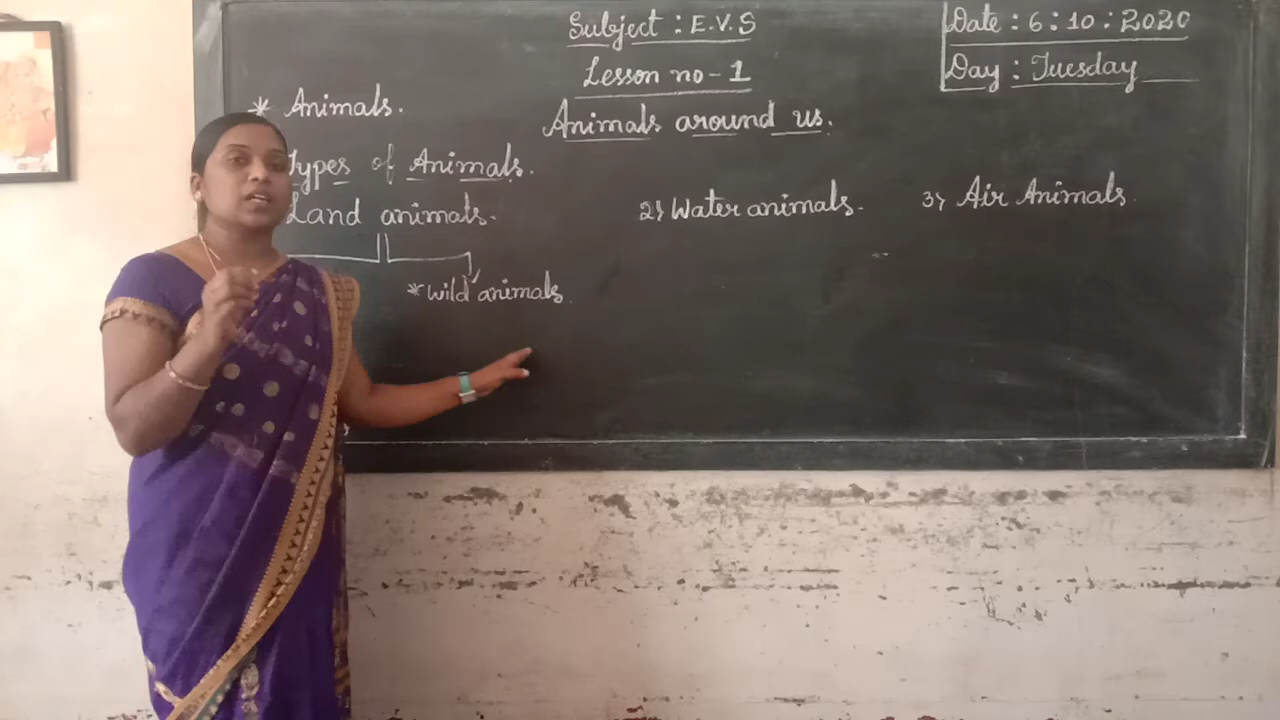 Subject : E.V.S
Lesson no - 1
Animals around us.
Date : 6 : 10 : 2020
Day : Tuesday
* Animals.
Types of Animals.
Land animals.
2} Water animals.
3} Air Animals.
* wild animals.